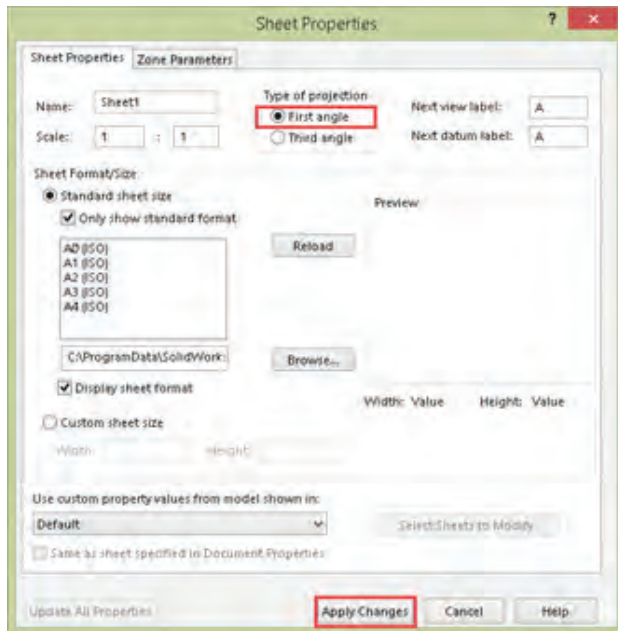 Sheet Properties ?
Sheet Properties Zone Parameters
Name: Sheet1
Scale: 1 : 1
Type of projection
First angle
Third angle
Next view label: A
Next datum label: A
Sheet Format/Size
Standard sheet size
Only show standard format
A0 (ISO)
A1 (ISO)
A2 (ISO)
A3 (ISO)
A4 (ISO)
Reload
C:\ProgramData\SolidWork:
Browse...
Display sheet format
Custom sheet size
Width: Height:
Preview
Width: Value Height: Value
Use custom property values from model shown in:
Default
Select Sheets to Modify
Same as sheet specified in Document Properties
Update All Properties Apply Changes Cancel Help